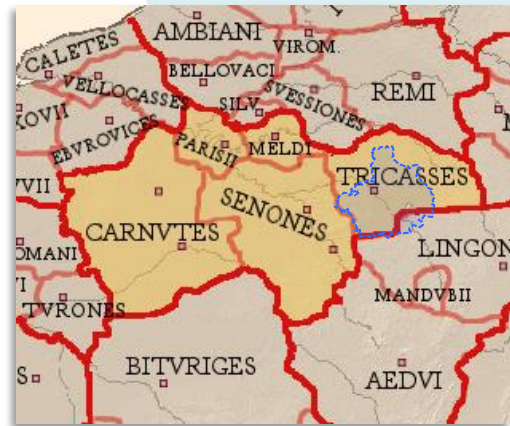 AMBIANI
CALETES
VIROM.
BELLOVACI
VELLOCASSES
SVESSIONES
REMI
SILV
EBVROVICES
PARISII
MELDI
TRICASSES
SENONES
CARNVTES
LINGON
MANDVBII
TVRONES
BITVRIGES
AEDVI